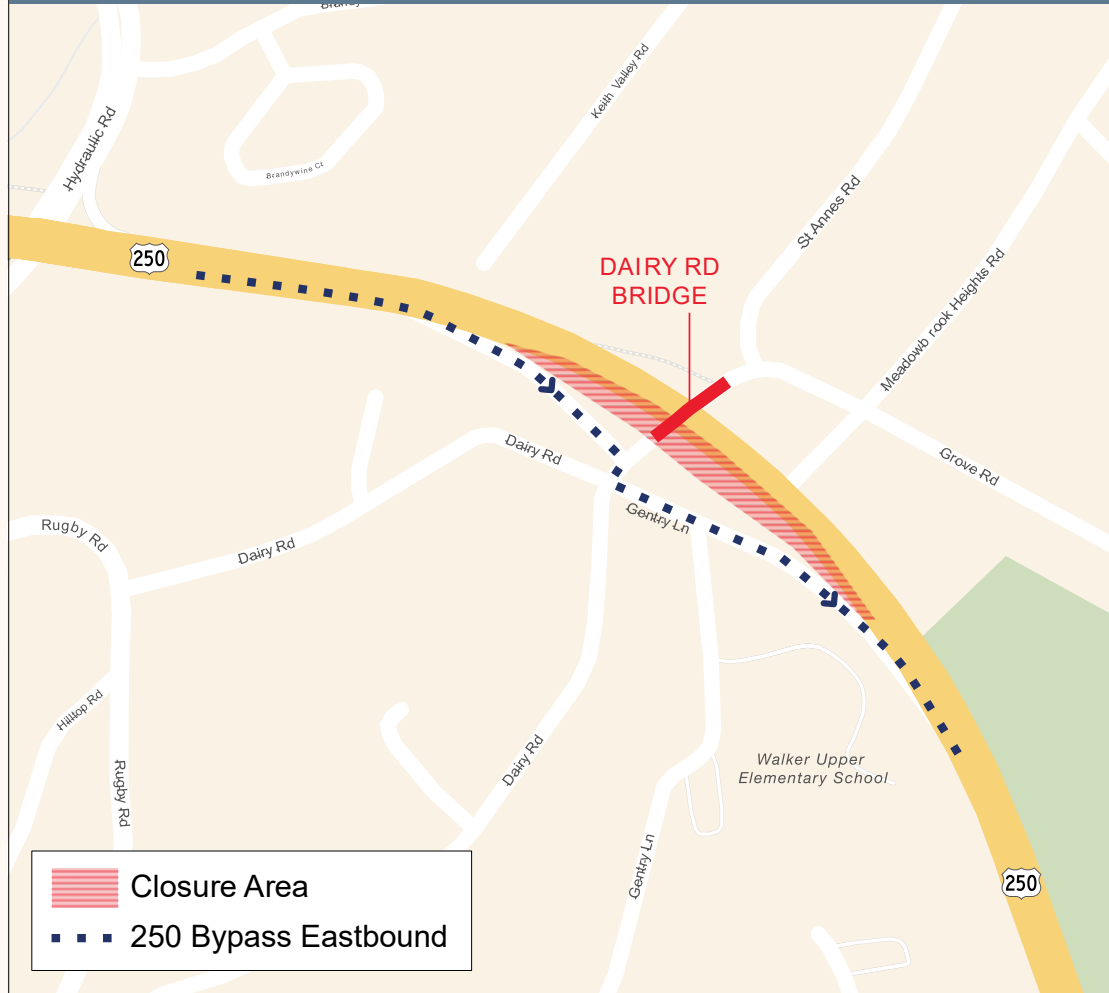 Hydraulic Rd
Keith Valley Rd
Brandywine Ct
St Annes Rd
250
DAIRY RD
BRIDGE
Meadowb rook Heights Rd
Dairy Rd
Grove Rd
Gentry Ln
Rugby Rd
Dairy Rd
Hilltop Rd
Rugby Rd
Dairy Rd
Walker Upper
Elementary School
Gentry Ln
250
Closure Area
250 Bypass Eastbound